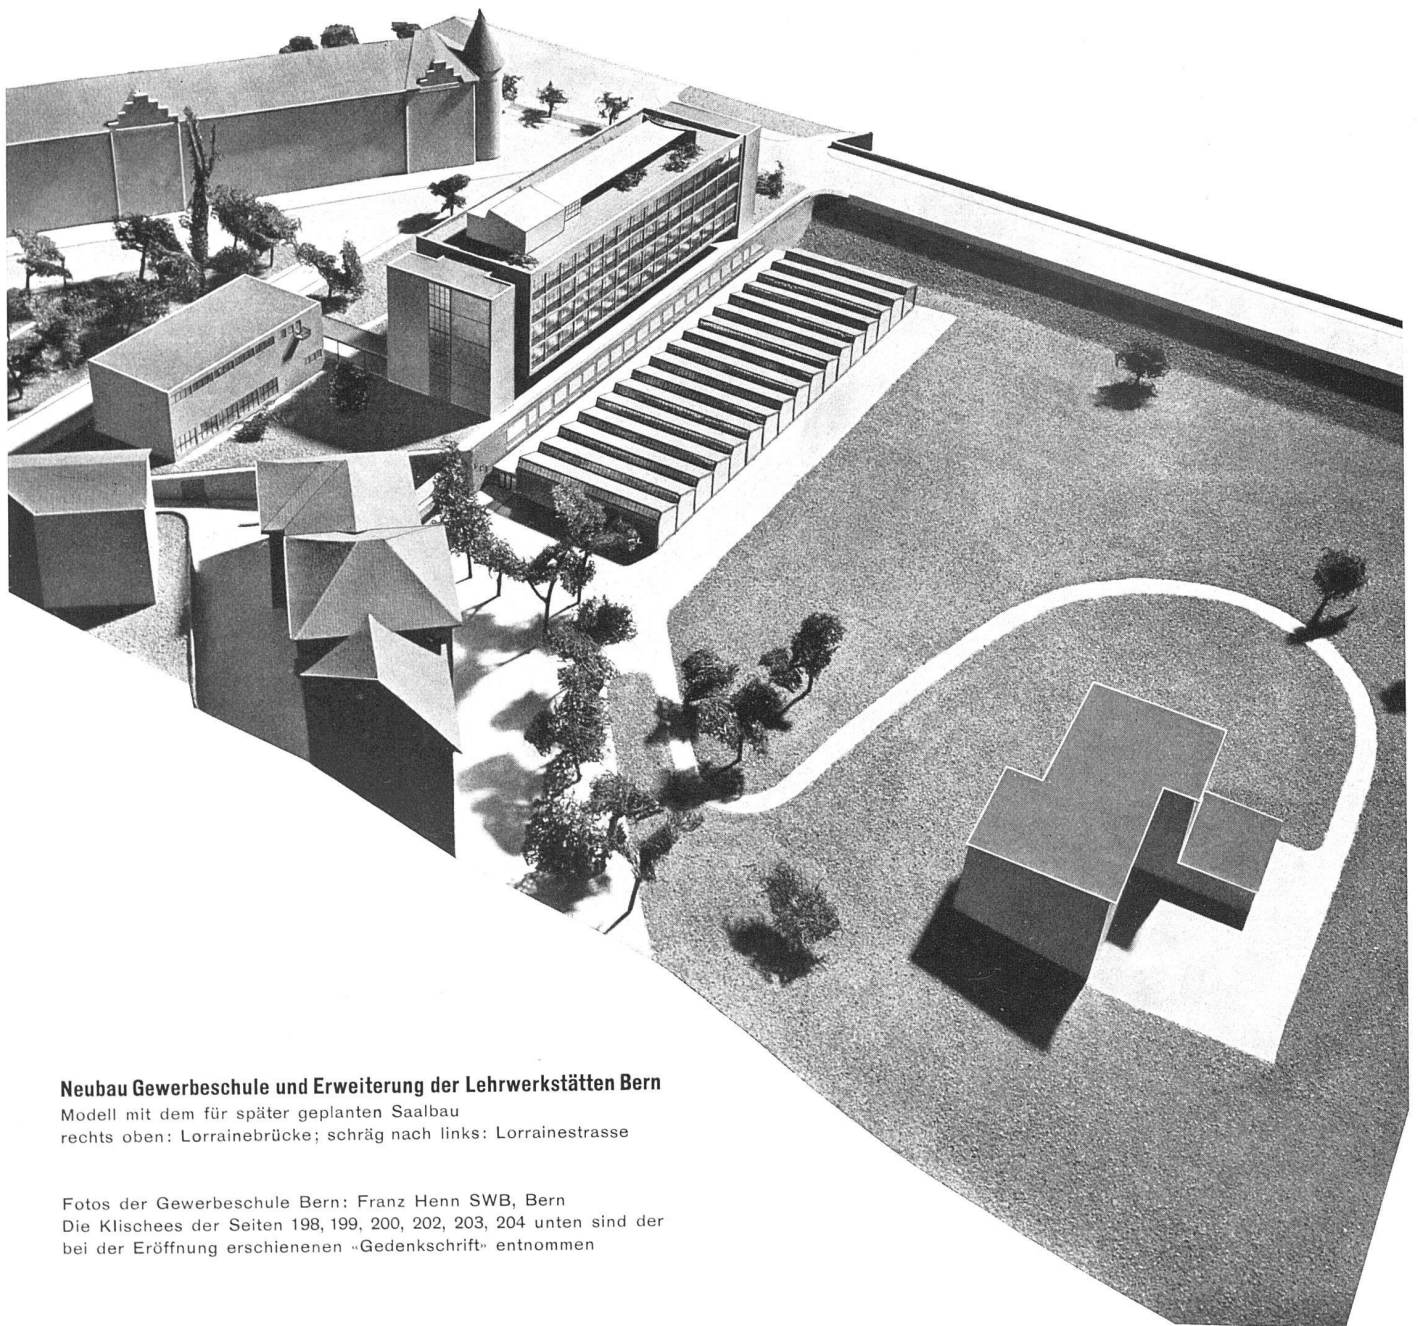 Neubau Gewerbeschule und Erweiterung der Lehrwerkstätten Bern
Modell mit dem für später geplanten Saalbau
rechts oben: Lorrainebrücke; schräg nach links: Lorrainestrasse
Fotos der Gewerbeschule Bern: Franz Henn SWB, Bern
Die Klischees der Seiten 198, 199, 200, 202, 203, 204 unten sind der
bei der Eröffnung erschienenen «Gedenkschrift» entnommen